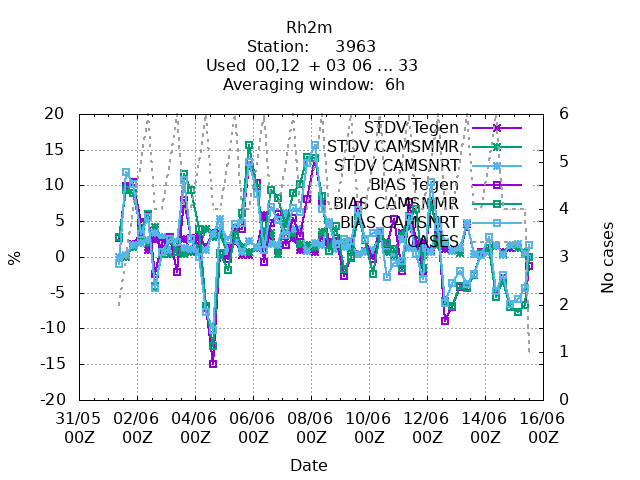 Rh2m
Station: 3963
Used 00,12 + 03 06 ... 33
Averaging window: 6h
20 STDV Tegen 6
STDV CAMSMMR
15 STDV CAMSNRT 5
10 BIAS Tegen
BIAS CAMSMMR 4
5 BIAS CAMSNRT
CASES
0 3
-5
-10 2
-15 1
-20 0
%
No cases
31/05 02/06 04/06 06/06 08/06 10/06 12/06 14/06 16/06
00Z 00Z 00Z 00Z 00Z 00Z 00Z 00Z 00Z
Date